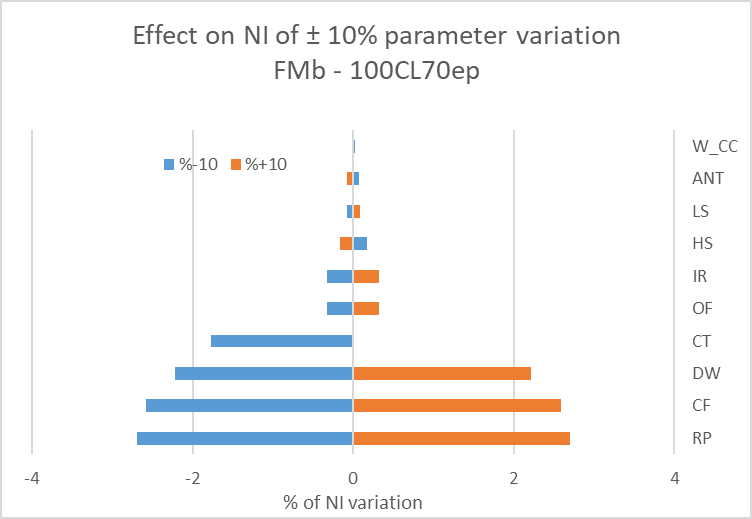 Effect on NI of ± 10% parameter variation
FMb - 100CL70ep
%-10 %+10
W_CC
ANT
LS
HS
IR
OF
CT
DW
CF
RP
-4 -2 0 2 4
% of NI variation